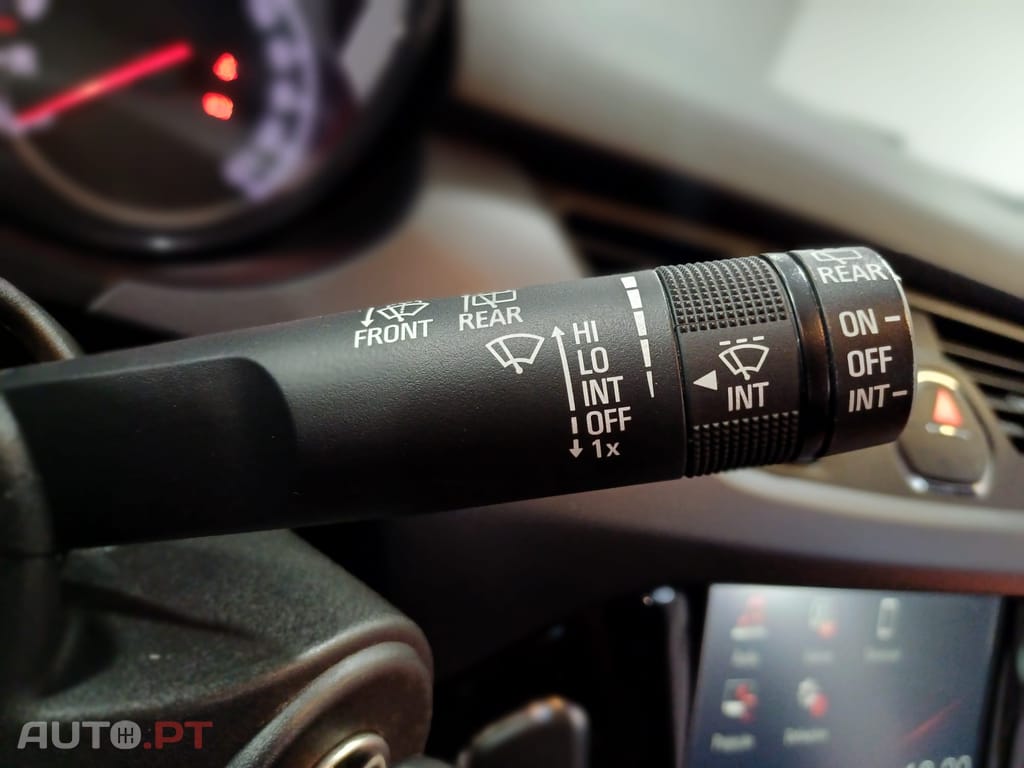 FRONT
REAR
HI
LO
INT
OFF
1x
INT
REAR
ON
OFF
INT
AUTO.PT